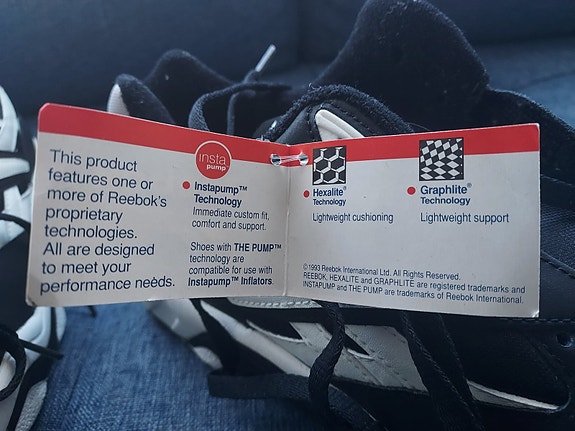 This product
features one or
more of Reebok's
proprietary
technologies.
All are designed
to meet your
performance needs.
insta
pump
Instapump™
Technology
Immediate custom fit,
comfort and support.
Shoes with THE PUMP™
technology are
compatible for use with
Instapump™ Inflators.
Hexalite®
Technology
Lightweight cushioning
Graphlite®
Technology
Lightweight support
©1993 Reebok International Ltd. All Rights Reserved.
REEBOK, HEXALITE and GRAPHLITE are registered trademarks and
INSTAPUMP and THE PUMP are trademarks of Reebok International.